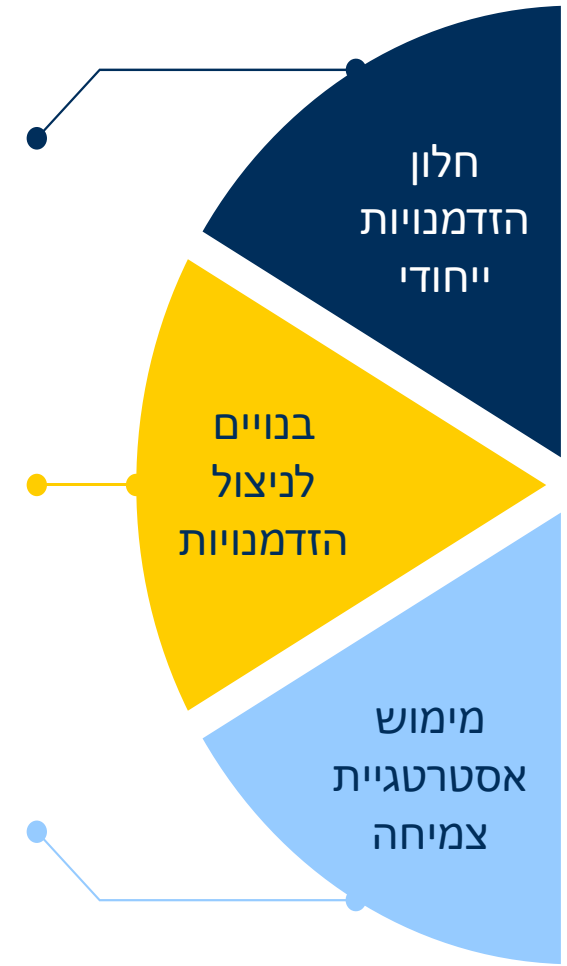 חלון
הזדמנויות
ייחודי
בנויים
לניצול
הזדמנויות
מימוש
אסטרטגיית
צמיחה